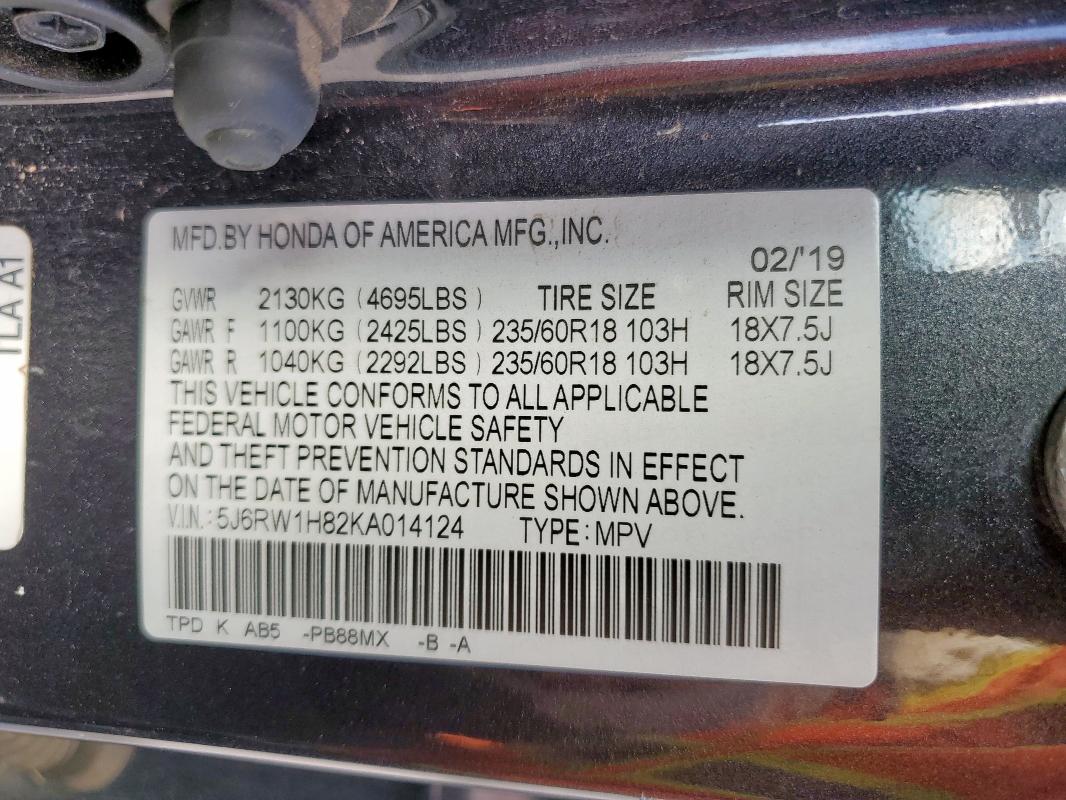 MFD.BY HONDA OF AMERICA MFG.,INC.
02/'19
GVWR 2130KG (4695LBS) TIRE SIZE RIM SIZE
GAWR F 1100KG (2425LBS) 235/60R18 103H 18X7.5J
GAWR R 1040KG (2292LBS) 235/60R18 103H 18X7.5J
THIS VEHICLE CONFORMS TO ALL APPLICABLE
FEDERAL MOTOR VEHICLE SAFETY
AND THEFT PREVENTION STANDARDS IN EFFECT
ON THE DATE OF MANUFACTURE SHOWN ABOVE.
V.I.N.: 5J6RW1H82KA014124 TYPE: MPV
TPD K AB5 -PB88MX -B -A
A1